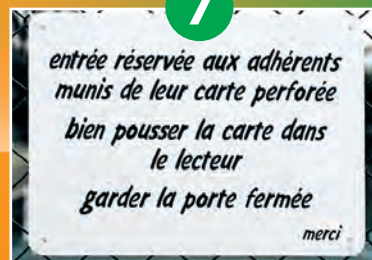 7
entrée réservée aux adhérents
munis de leur carte perforée
bien pousser la carte dans
le lecteur
garder la porte fermée
merci